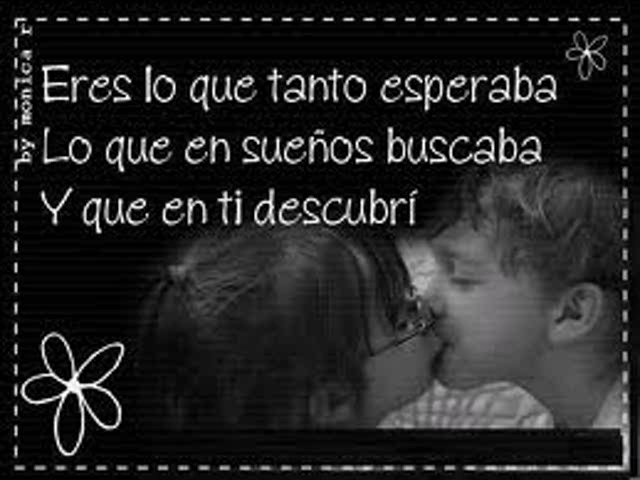 Eres lo que tanto esperaba
Lo que en sueños buscaba
Y que en ti descubrí
by monica r